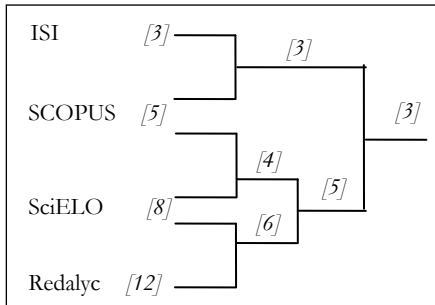 ISI [3] [3]
SCOPUS [5] [3]
[4]
SciELO [8] [5]
[6]
Redalyc [12]